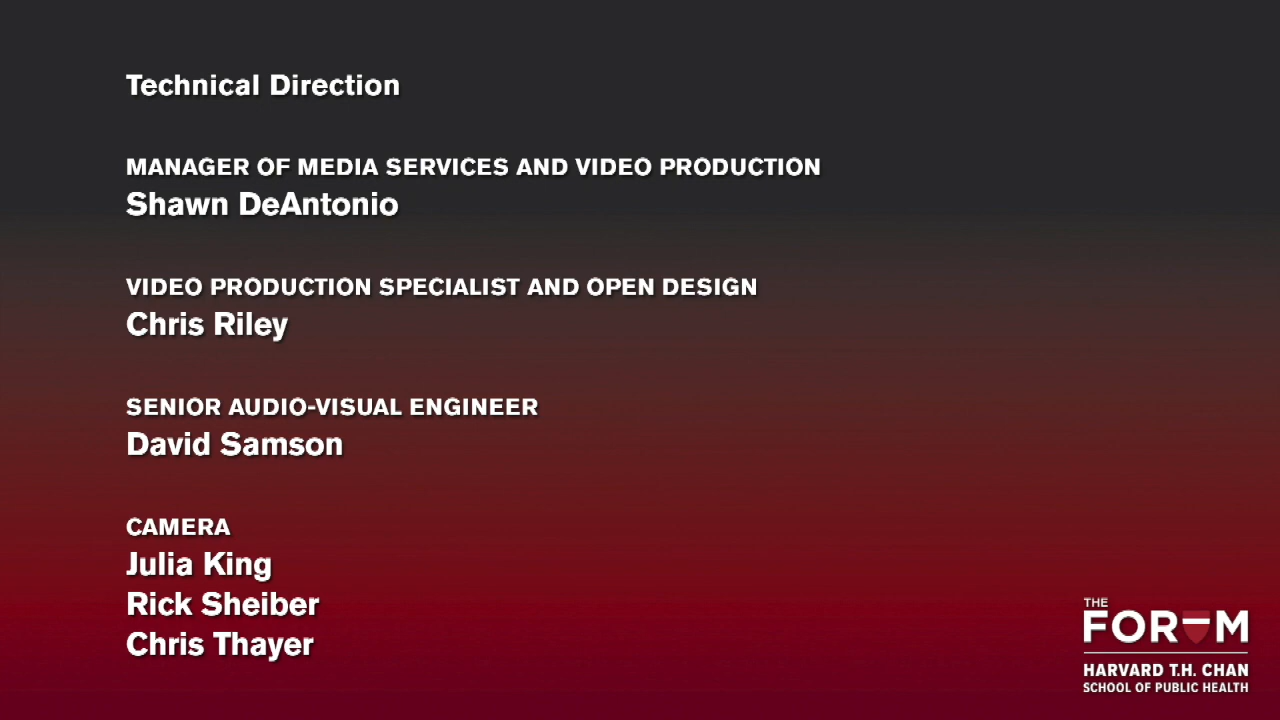 Technical Direction
MANAGER OF MEDIA SERVICES AND VIDEO PRODUCTION
Shawn DeAntonio
VIDEO PRODUCTION SPECIALIST AND OPEN DESIGN
Chris Riley
SENIOR AUDIO-VISUAL ENGINEER
David Samson
CAMERA
Julia King
Rick Sheiber
Chris Thayer
THE
FORUM
HARVARD T.H. CHAN
SCHOOL OF PUBLIC HEALTH